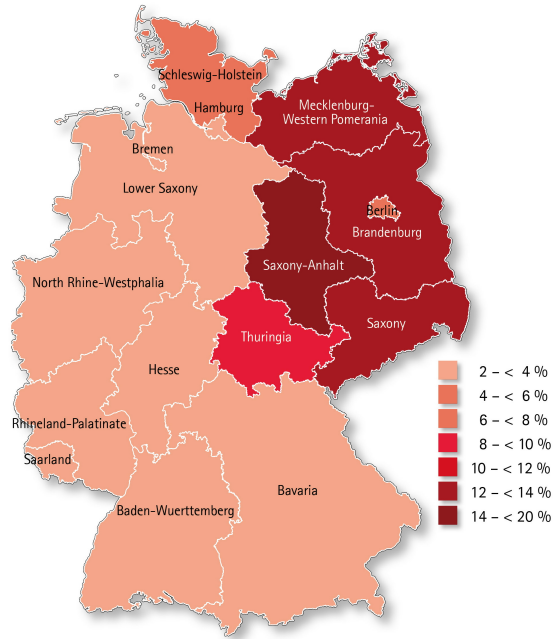 Schleswig-Holstein
Hamburg
Mecklenburg-
Western Pomerania
Bremen
Lower Saxony
Berlin
Brandenburg
Saxony-Anhalt
North Rhine-Westphalia
Saxony
Thuringia
Hesse
Rhineland-Palatinate
Saarland
Bavaria
Baden-Wuerttemberg
2 – < 4 %
4 – < 6 %
6 – < 8 %
8 – < 10 %
10 – < 12 %
12 – < 14 %
14 – < 20 %